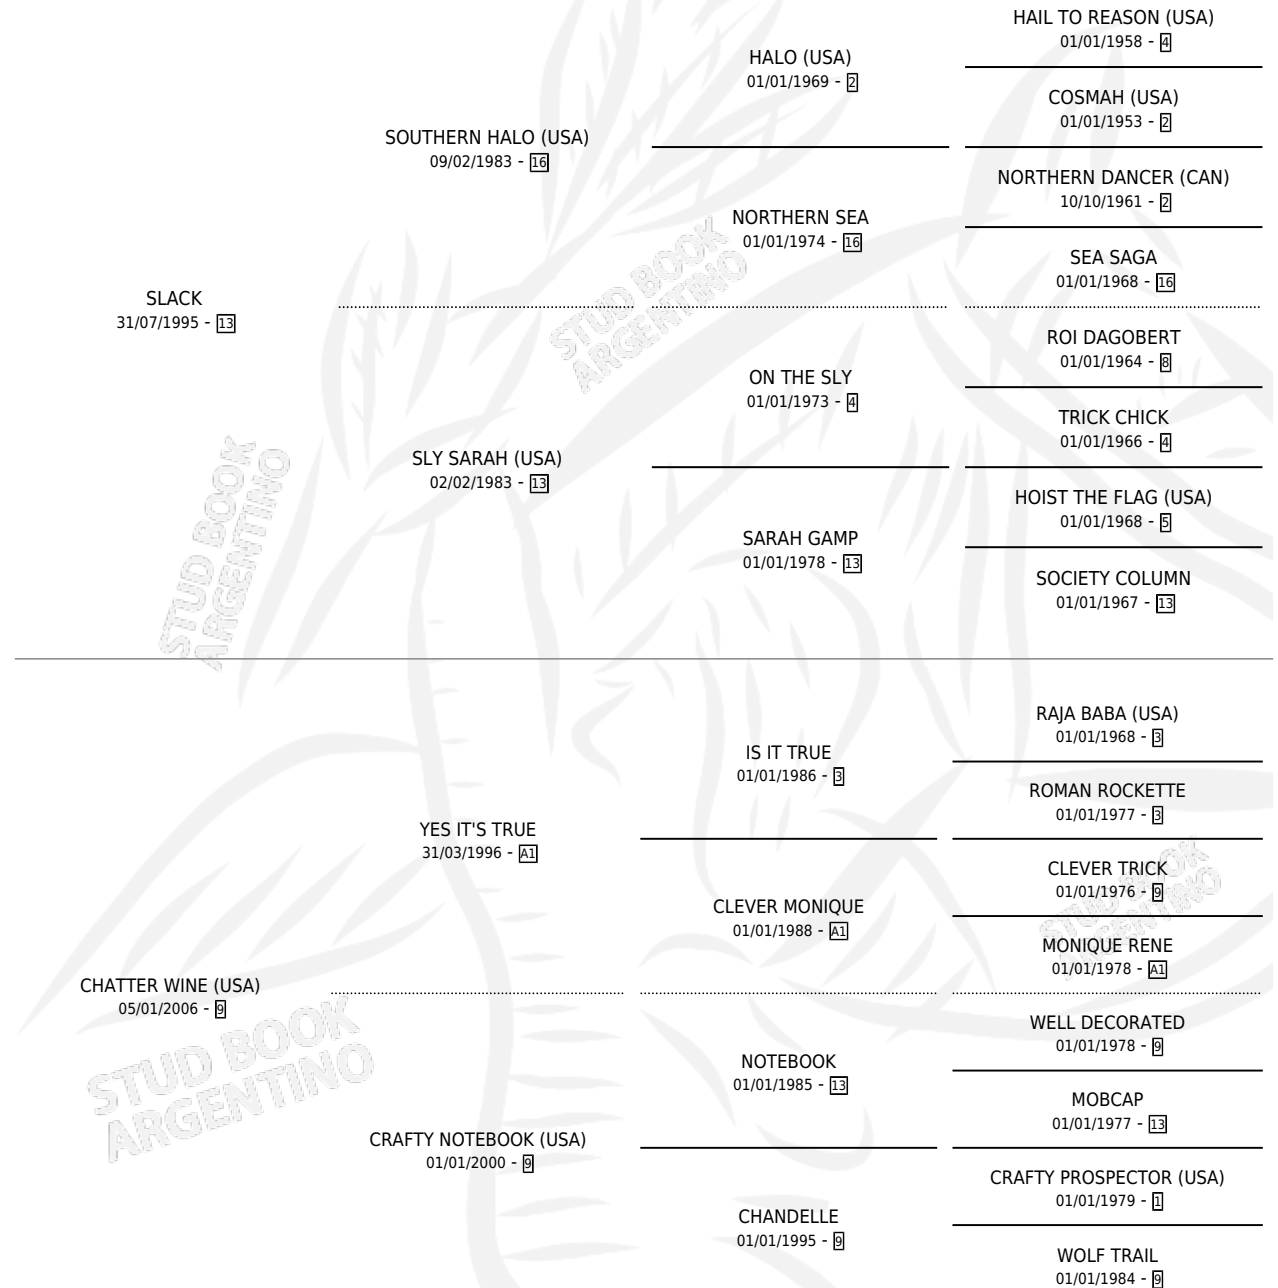 HAIL TO REASON (USA)
01/01/1958 - 4
HALO (USA)
01/01/1969 - 2
COSMAH (USA)
01/01/1953 - 2
SOUTHERN HALO (USA)
09/02/1983 - 16
NORTHERN DANCER (CAN)
10/10/1961 - 2
NORTHERN SEA
01/01/1974 - 16
SEA SAGA
01/01/1968 - 16
SLACK
31/07/1995 - 13
ROI DAGOBERT
01/01/1964 - 8
ON THE SLY
01/01/1973 - 4
TRICK CHICK
01/01/1966 - 4
SLY SARAH (USA)
02/02/1983 - 13
HOIST THE FLAG (USA)
01/01/1968 - 5
SARAH GAMP
01/01/1978 - 13
SOCIETY COLUMN
01/01/1967 - 13
STUD BOOK
ARGENTINO
STUD BOOK
ARGENTINO
RAJA BABA (USA)
01/01/1968 - 3
IS IT TRUE
01/01/1986 - 3
ROMAN ROCKETTE
01/01/1977 - 3
YES IT'S TRUE
31/03/1996 - A1
CLEVER TRICK
01/01/1976 - 9
CLEVER MONIQUE
01/01/1988 - A1
MONIQUE RENE
01/01/1978 - A1
STUD BOOK
ARGENTINO
CHATTER WINE (USA)
05/01/2006 - 9
WELL DECORATED
01/01/1978 - 9
NOTEBOOK
01/01/1985 - 13
MOBCAP
01/01/1977 - 13
STUD BOOK
ARGENTINO
CRAFTY NOTEBOOK (USA)
01/01/2000 - 9
CRAFTY PROSPECTOR (USA)
01/01/1979 - 1
CHANDELLE
01/01/1995 - 9
WOLF TRAIL
01/01/1984 - 9